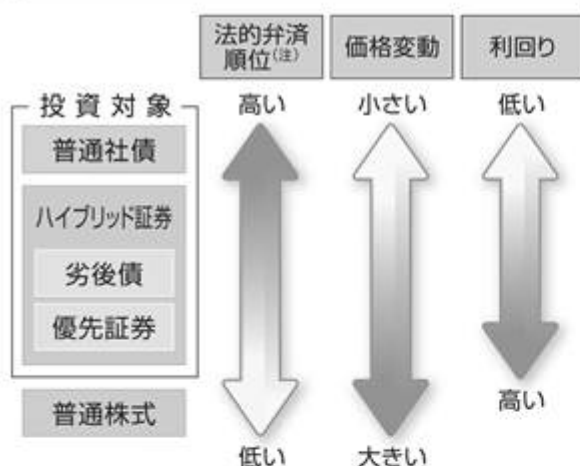 法的弁済
順位(注)
価格変動
利回り
高い
小さい
低い
投資対象
普通社債
ハイブリッド証券
劣後債
優先証券
普通株式
高い
低い
大きい